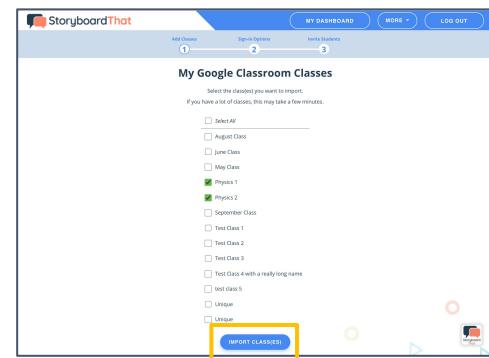 StoryboardThat
MY DASHBOARD
MORE
LOG OUT
Add Classes
Sign-in Options
Invite Students
1
2
3
My Google Classroom Classes
Select the class(es) you want to import.
If you have a lot of classes, this may take a few minutes.
Select All
August Class
June Class
May Class
Physics 1
Physics 2
September Class
Test Class 1
Test Class 2
Test Class 3
Test Class 4 with a really long name
test class 5
Unique
Unique
IMPORT CLASS(ES)
Storyboard
That